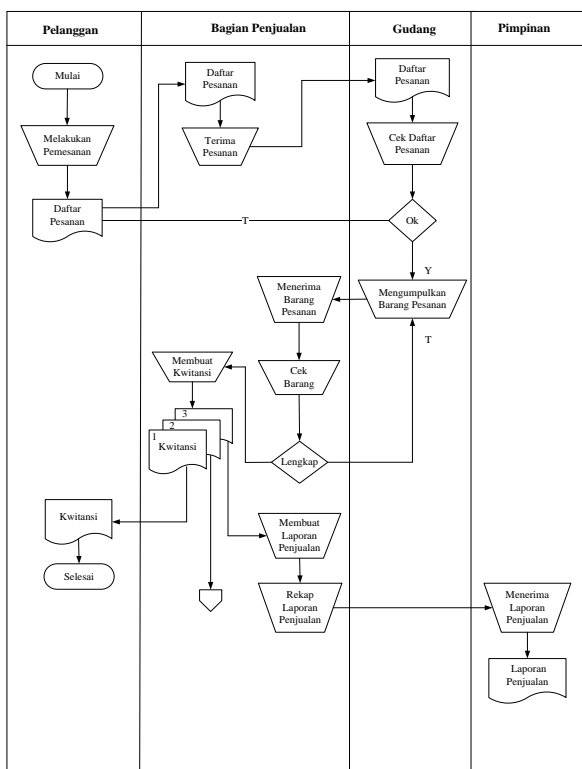 Pelanggan
Bagian Penjualan
Gudang
Pimpinan
Mulai
Melakukan
Pemesanan
Daftar
Pesanan
Daftar
Pesanan
Terima
Pesanan
Daftar
Pesanan
Cek Daftar
Pesanan
Ok
T
Y
Mengumpulkan
Barang Pesanan
T
Menerima
Barang
Pesanan
Cek
Barang
Lengkap
Membuat
Kwitansi
3
2
1
Kwitansi
Kwitansi
Selesai
Membuat
Laporan
Penjualan
Rekap
Laporan
Penjualan
Menerima
Laporan
Penjualan
Laporan
Penjualan